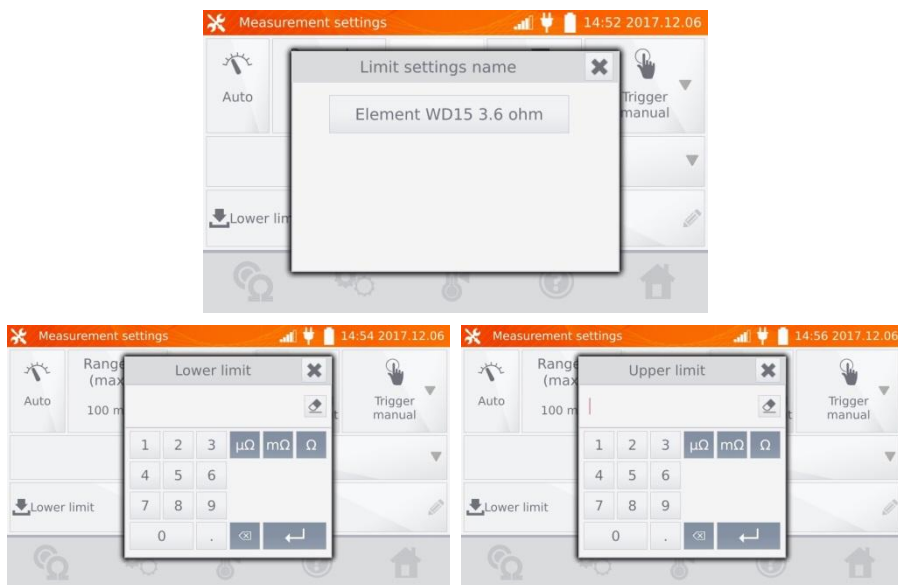 Measurement settings 14:52 2017.12.06
Limit settings name
Auto
Trigger
manual
Element WD15 3.6 ohm
Lower
Measurement settings 14:54 2017.12.06
Range
Lower limit
Auto
100
Trigger
manual
1 2 3 μΩ mΩ Ω
4 5 6
Lower limit
7 8 9
0 .
Measurement settings 14:56 2017.12.06
Range
Upper limit
Auto
100
Trigger
manual
1 2 3 μΩ mΩ Ω
4 5 6
Lower limit
7 8 9
0 .